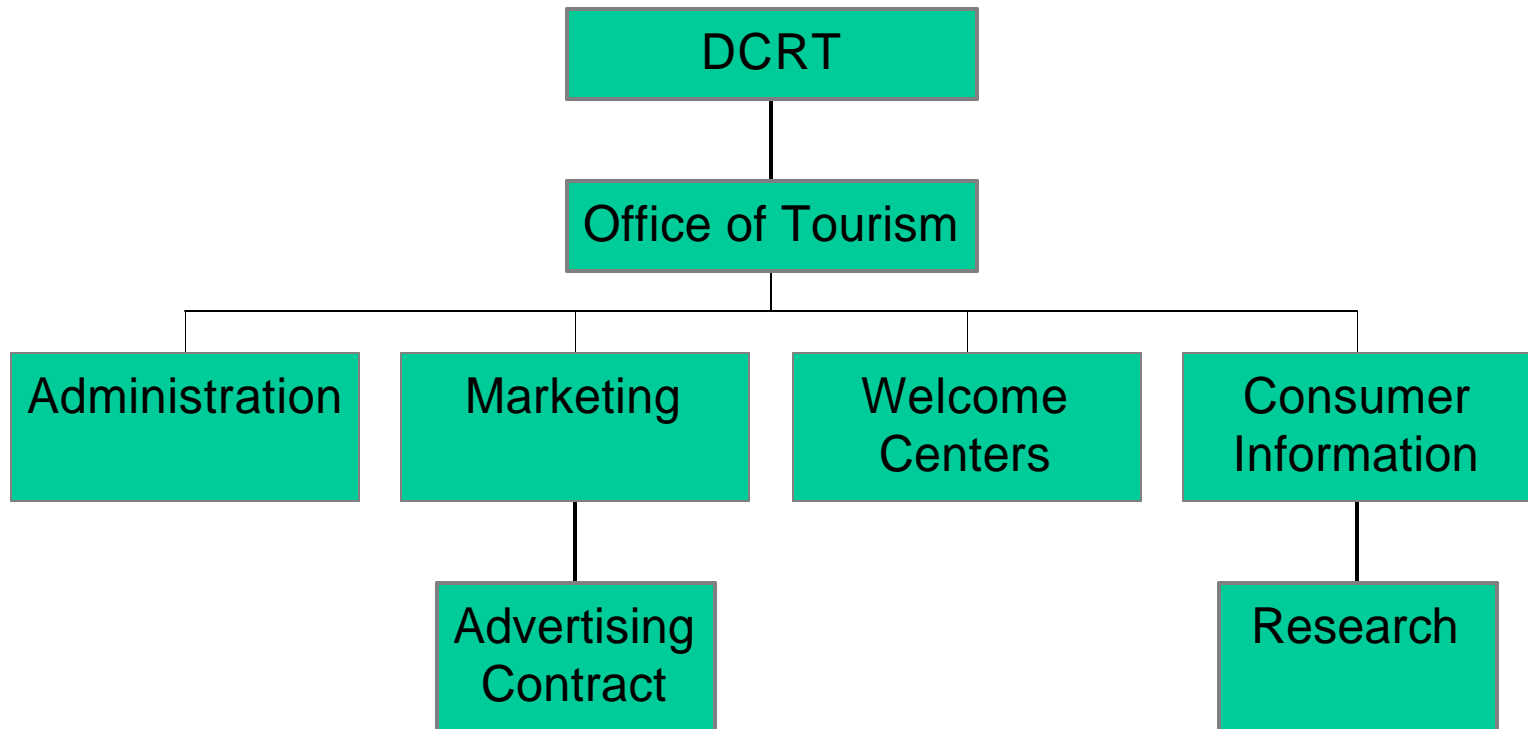 DCRT
Office of Tourism
Administration
Marketing
Welcome
Centers
Consumer
Information
Advertising
Contract
Research